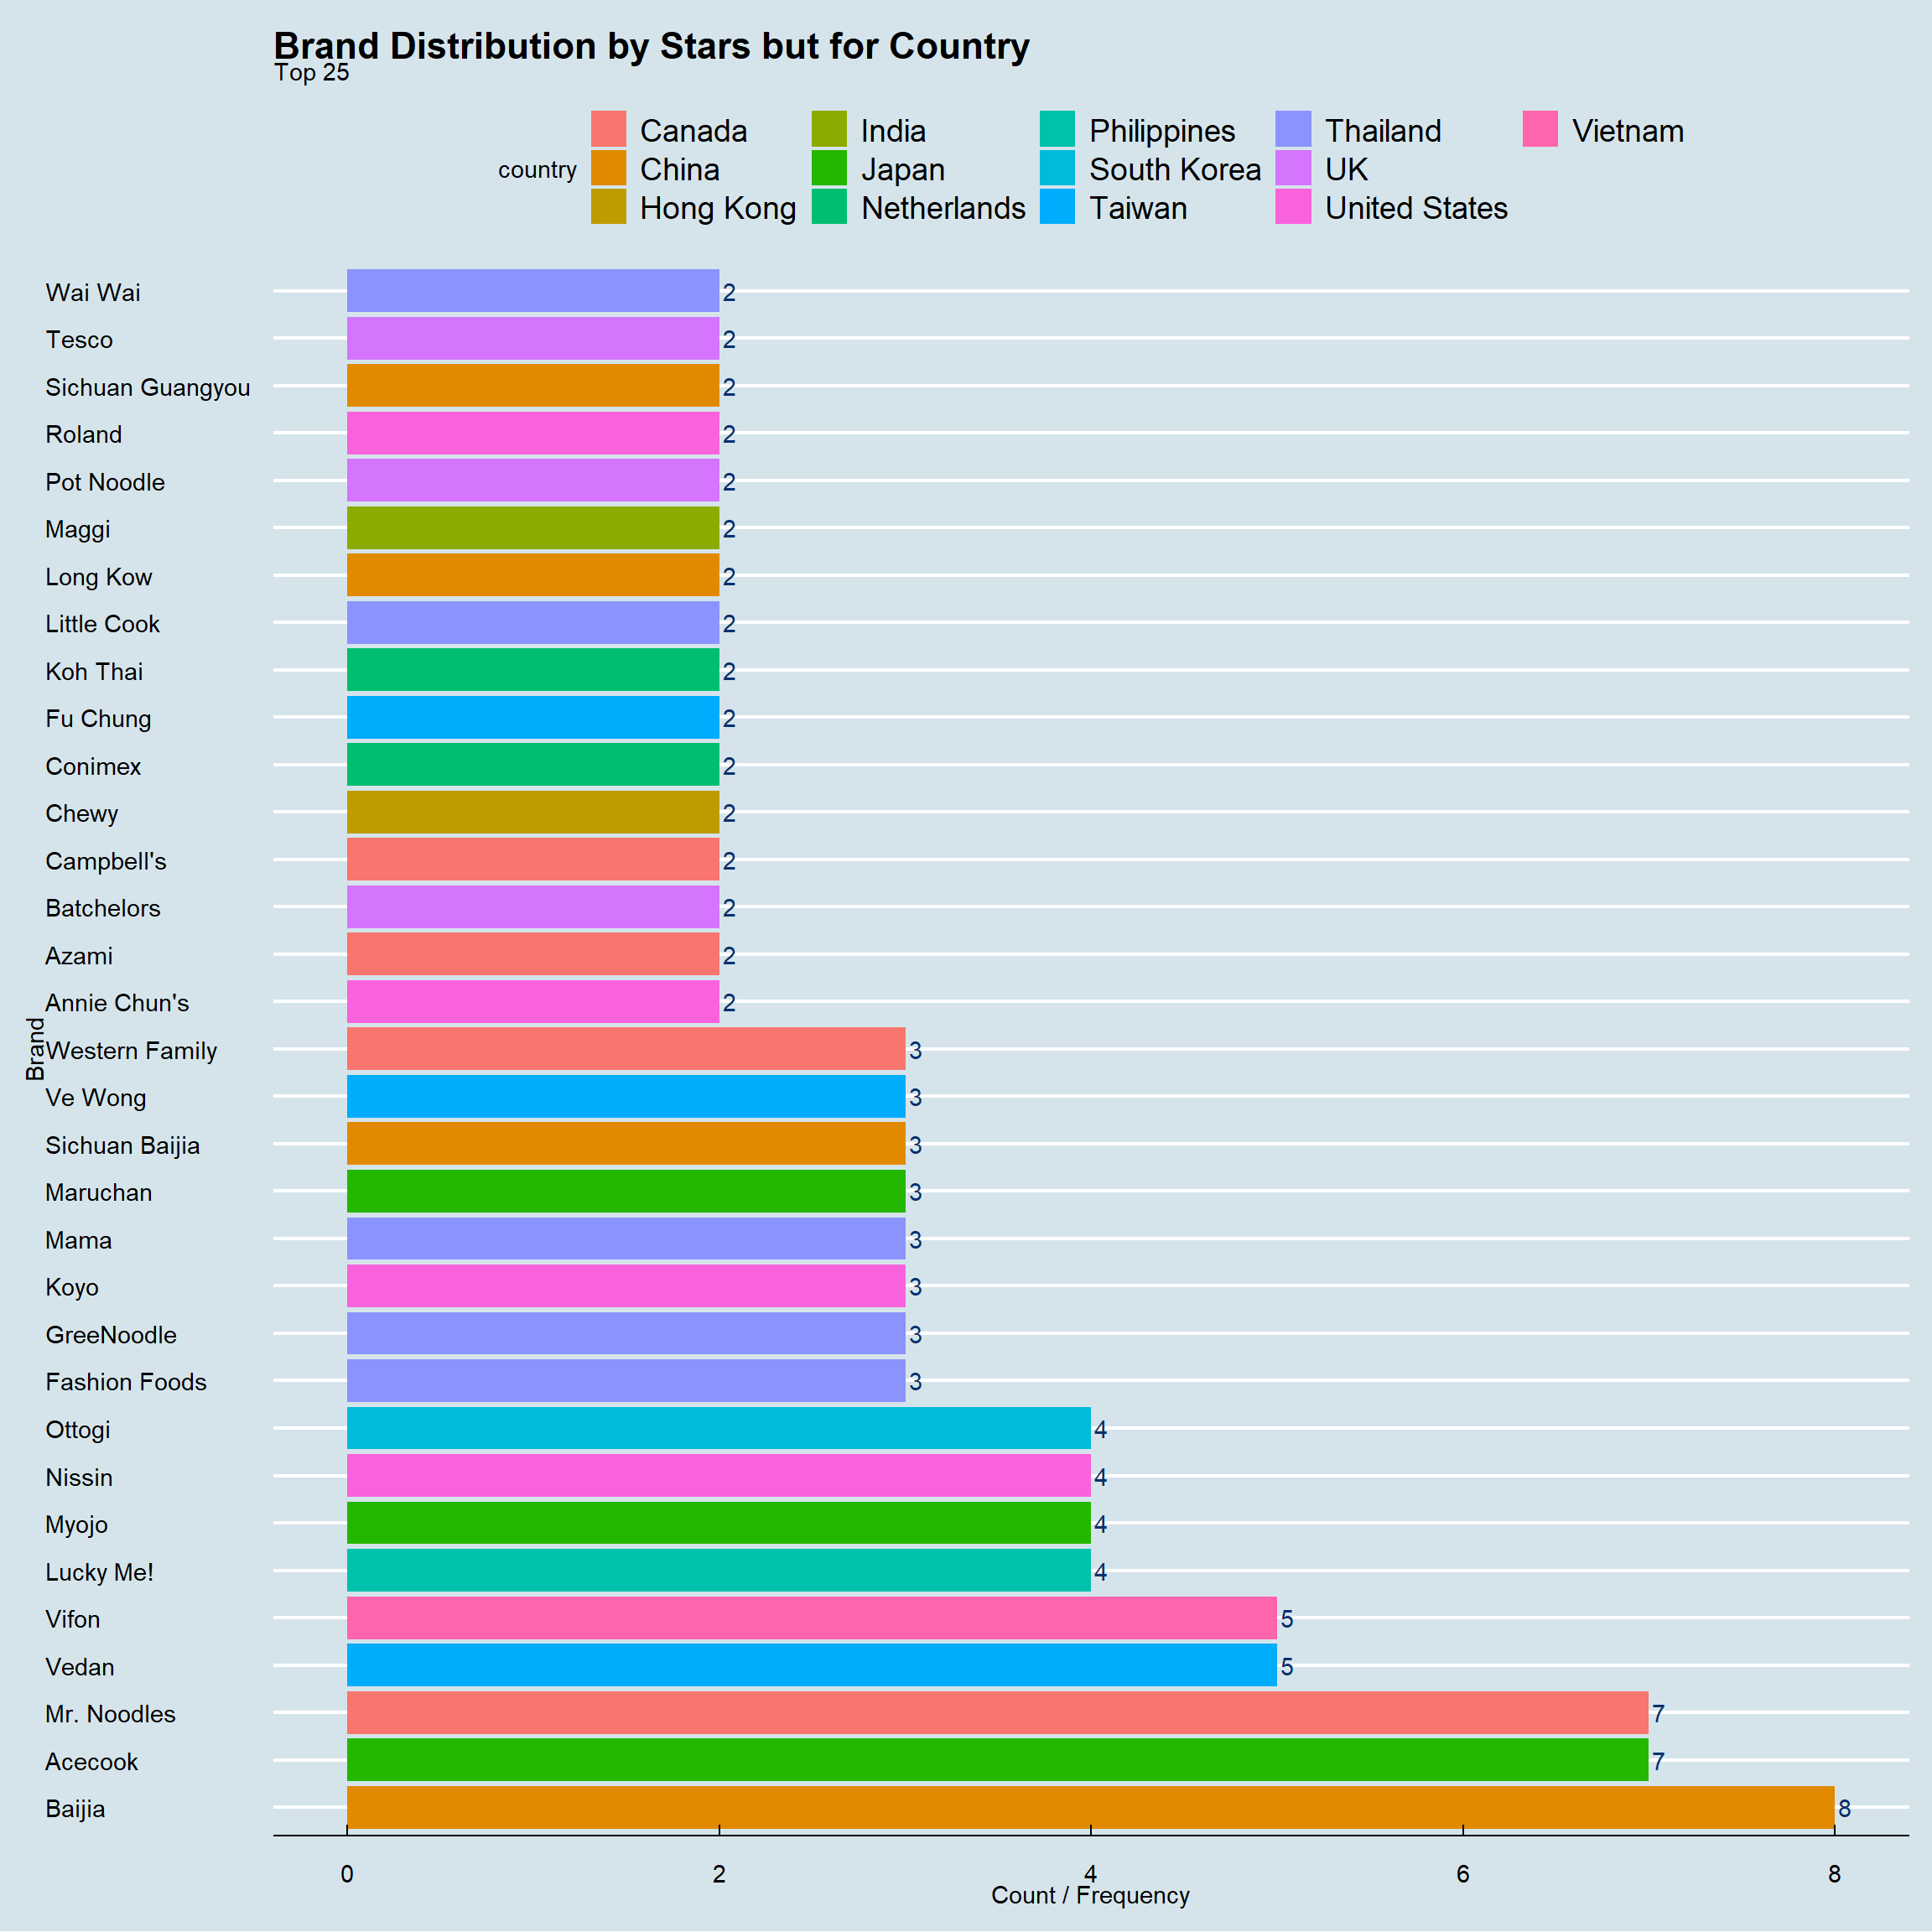 Brand Distribution by Stars but for Country
Top 25
country
Canada
China
Hong Kong
India
Japan
Netherlands
Philippines
South Korea
Taiwan
Thailand
UK
United States
Vietnam
Brand
Wai Wai 2
Tesco 2
Sichuan Guangyou 2
Roland 2
Pot Noodle 2
Maggi 2
Long Kow 2
Little Cook 2
Koh Thai 2
Fu Chung 2
Conimex 2
Chewy 2
Campbell's 2
Batchelors 2
Azami 2
Annie Chun's 2
Western Family 3
Ve Wong 3
Sichuan Baijia 3
Maruchan 3
Mama 3
Koyo 3
GreeNoodle 3
Fashion Foods 3
Ottogi 4
Nissin 4
Myojo 4
Lucky Me! 4
Vifon 5
Vedan 5
Mr. Noodles 7
Acecook 7
Baijia 8
0 2 4 6 8
Count / Frequency